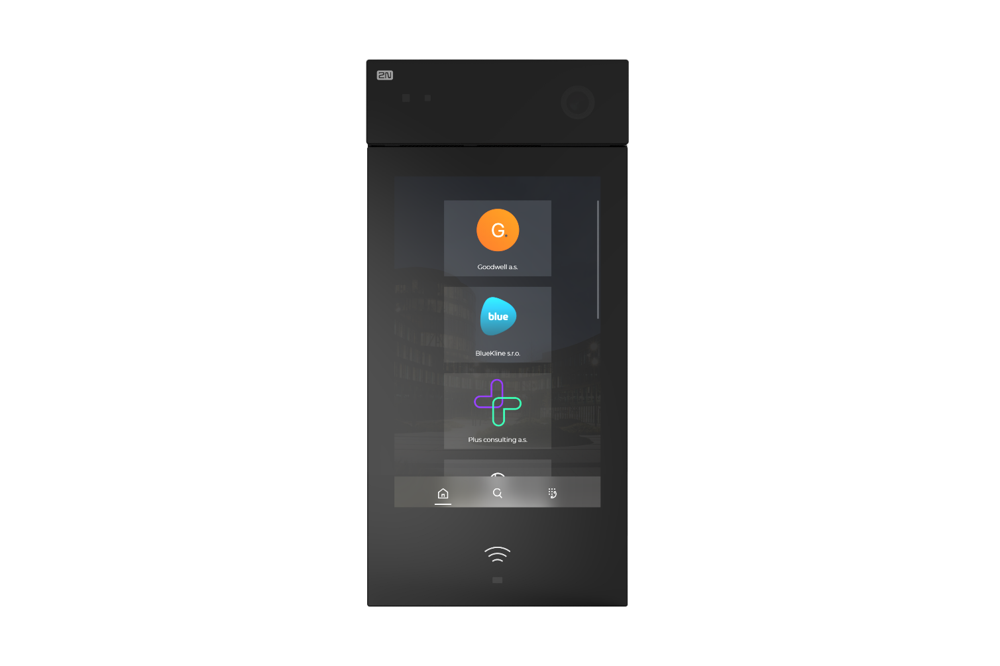 2N
G.
Goodwell a.s.
blue
BlueKline s.r.o.
Plus consulting a.s.